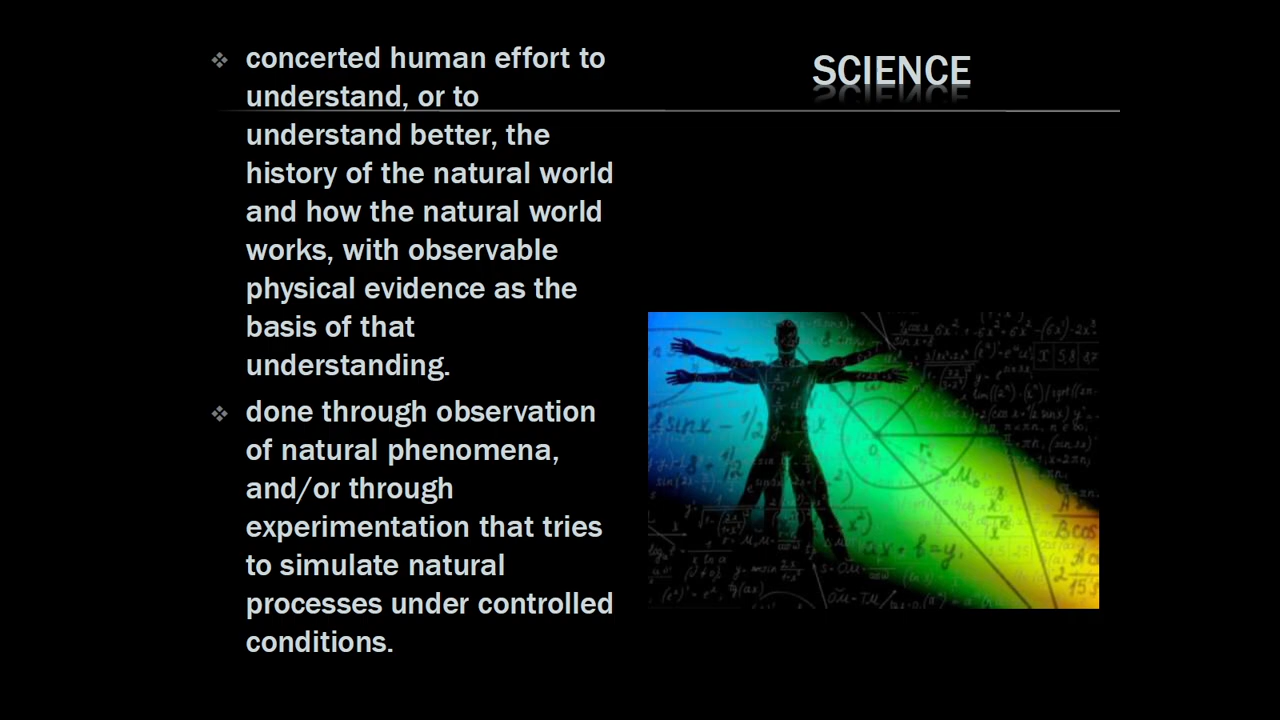 SCIENCE
❖ concerted human effort to
understand, or to
understand better, the
history of the natural world
and how the natural world
works, with observable
physical evidence as the
basis of that
understanding.
❖ done through observation
of natural phenomena,
and/or through
experimentation that tries
to simulate natural
processes under controlled
conditions.